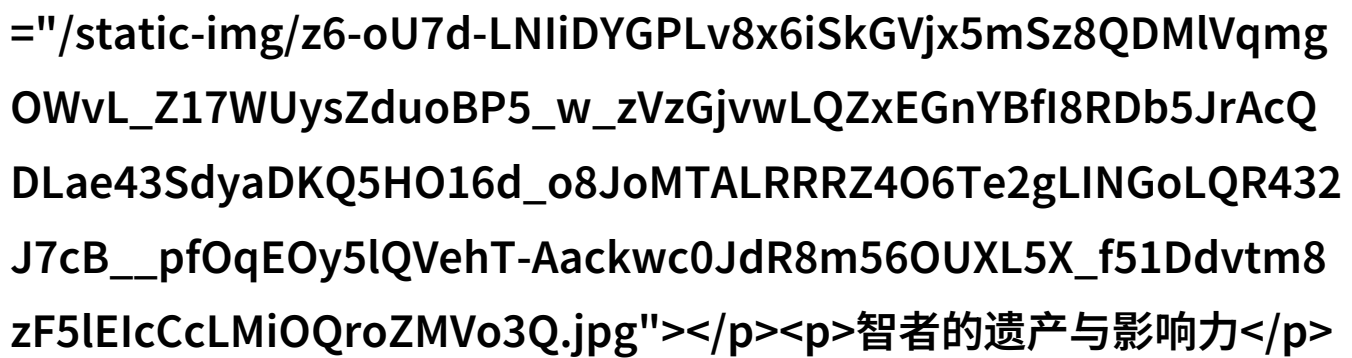 ="/static-img/z6-oU7d-LNIiDYGPLv8x6iSkGVjx5mSz8QDMlVqmg
OWvL_Z17WUysZduoBP5_w_zVzGjvwLQZxEGnYBfI8RDb5JrAcQ
DLae43SdyaDKQ5HO16d_o8JoMTALRRRZ4O6Te2gLINGoLQR432
J7cB__pfOqEOy5lQVehT-Aackwc0JdR8m56OUXL5X_f51Ddvtm8
zF5lEIcCcLMiOQroZMVo3Q.jpg"></p><p>智者的遗产与影响力</p>